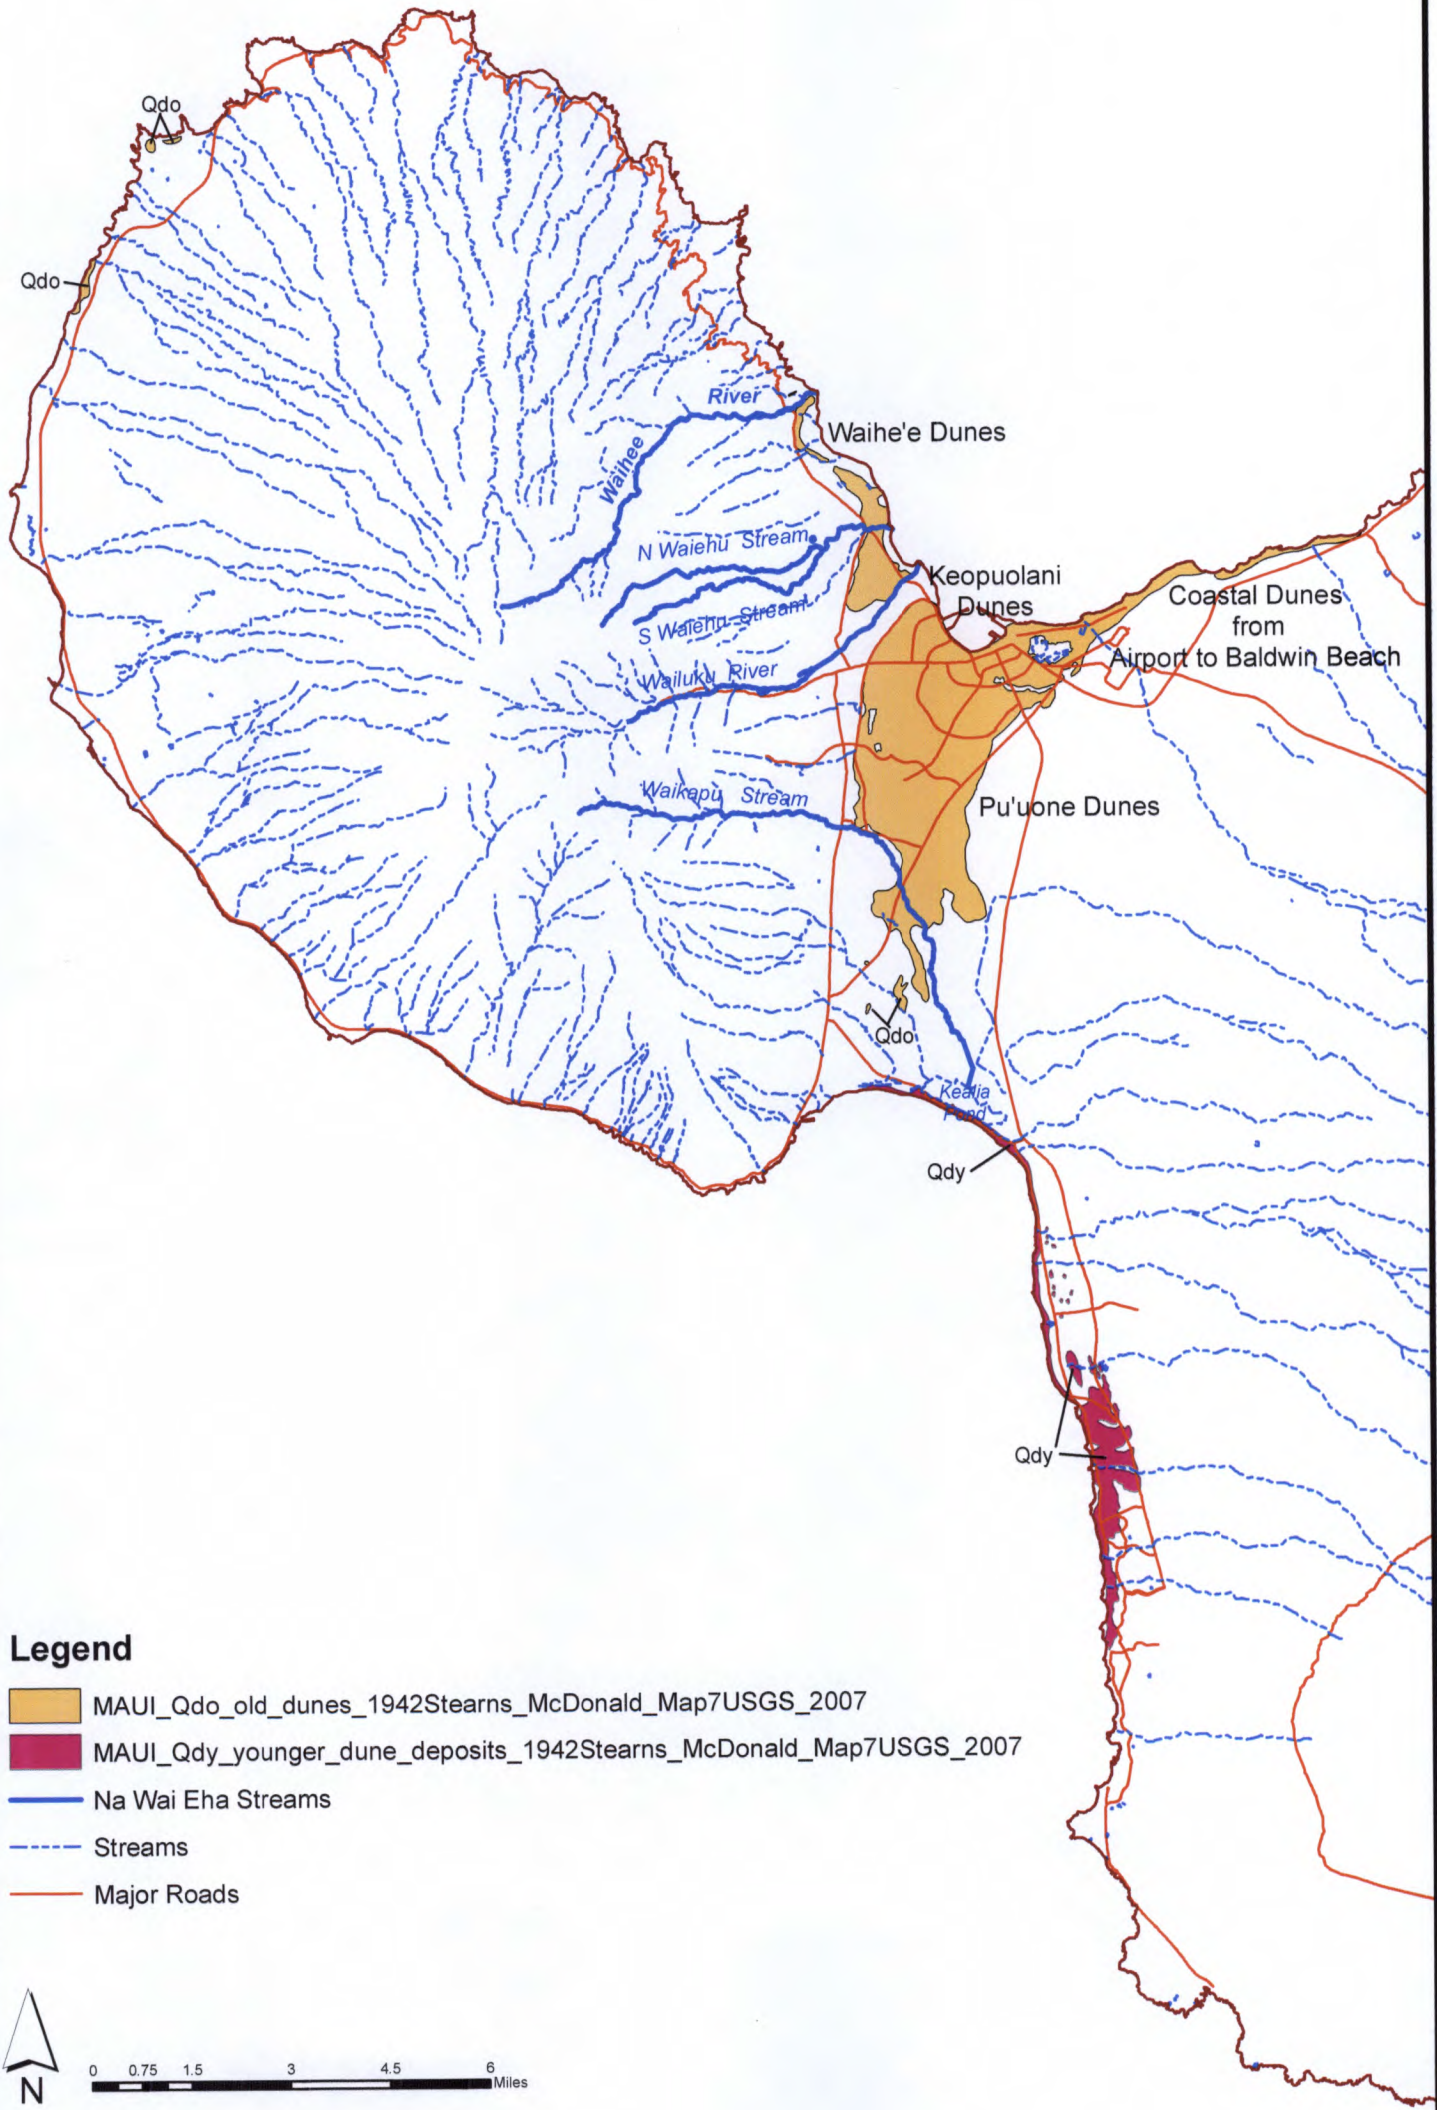 Qdo
Qdo
River
Waihee
Waihe'e Dunes
N Waiehu Stream
Keopuolani
Dunes
S Waiehu Stream
Coastal Dunes
from
Airport to Baldwin Beach
Wailuku River
Waikapu Stream
Pu'uone Dunes
Qdo
Kealia
Pond
Qdy
Qdy
Legend
MAUI_Qdo_old_dunes_1942Stearns_McDonald_Map7USGS_2007
MAUI_Qdy_younger_dune_deposits_1942Stearns_McDonald_Map7USGS_2007
Na Wai Eha Streams
Streams
Major Roads
N
0 0.75 1.5 3 4.5 6
Miles